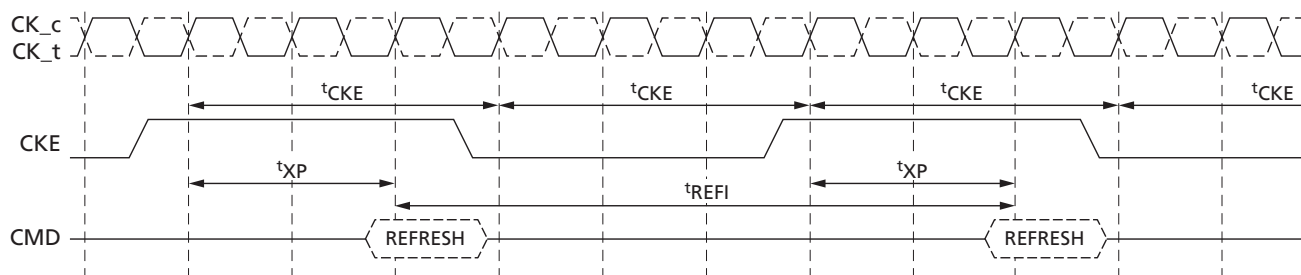 CK_c
CK_t
tCKE tCKE tCKE tCKE
CKE
tXP tXP
tREFI
CMD REFRESH REFRESH